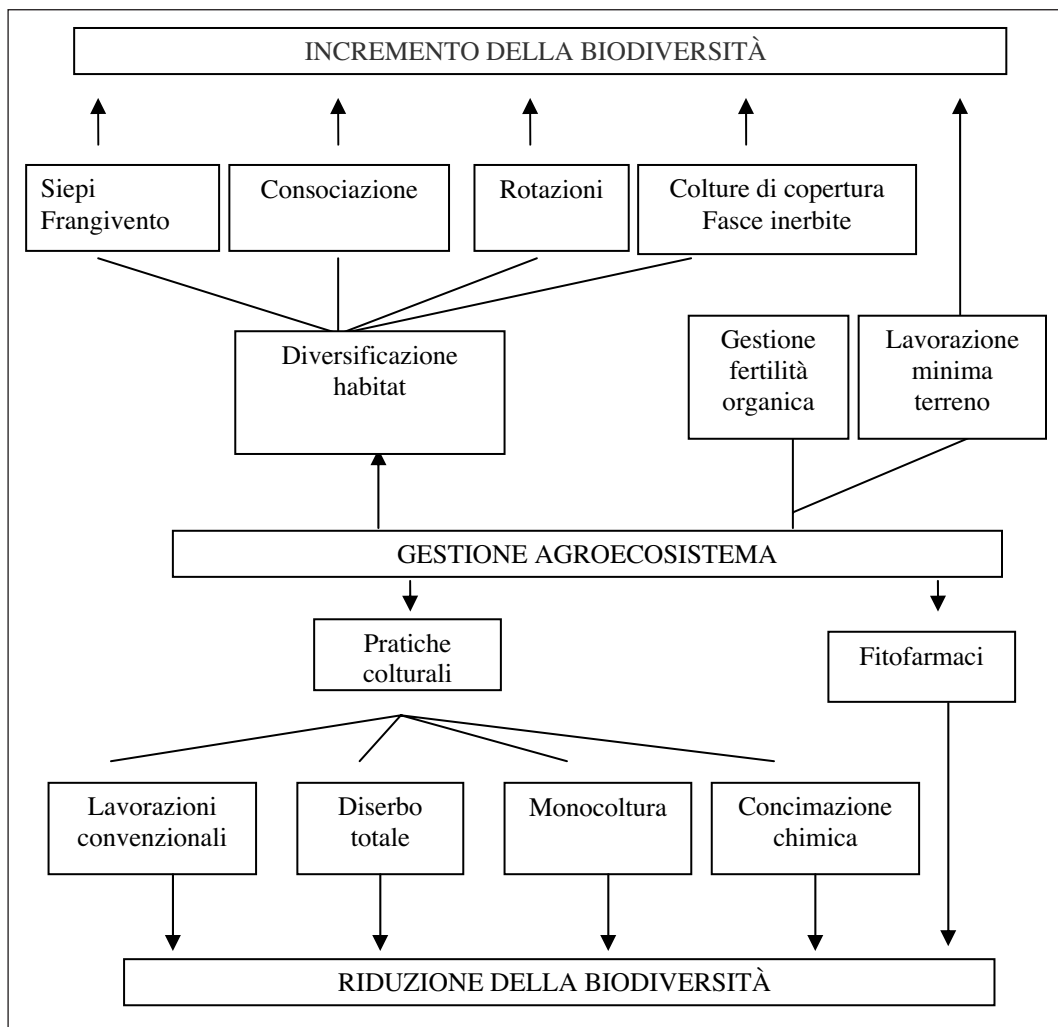 INCREMENTO DELLA BIODIVERSITÀ
Siepi
Frangivento
Consociazione
Rotazioni
Colture di copertura
Fasce inerbite
Diversificazione
habitat
Gestione
fertilità
organica
Lavorazione
minima
terreno
GESTIONE AGROECOSISTEMA
Pratiche
colturali
Fitofarmaci
Lavorazioni
convenzionali
Diserbo
totale
Monocoltura
Concimazione
chimica
RIDUZIONE DELLA BIODIVERSITÀ